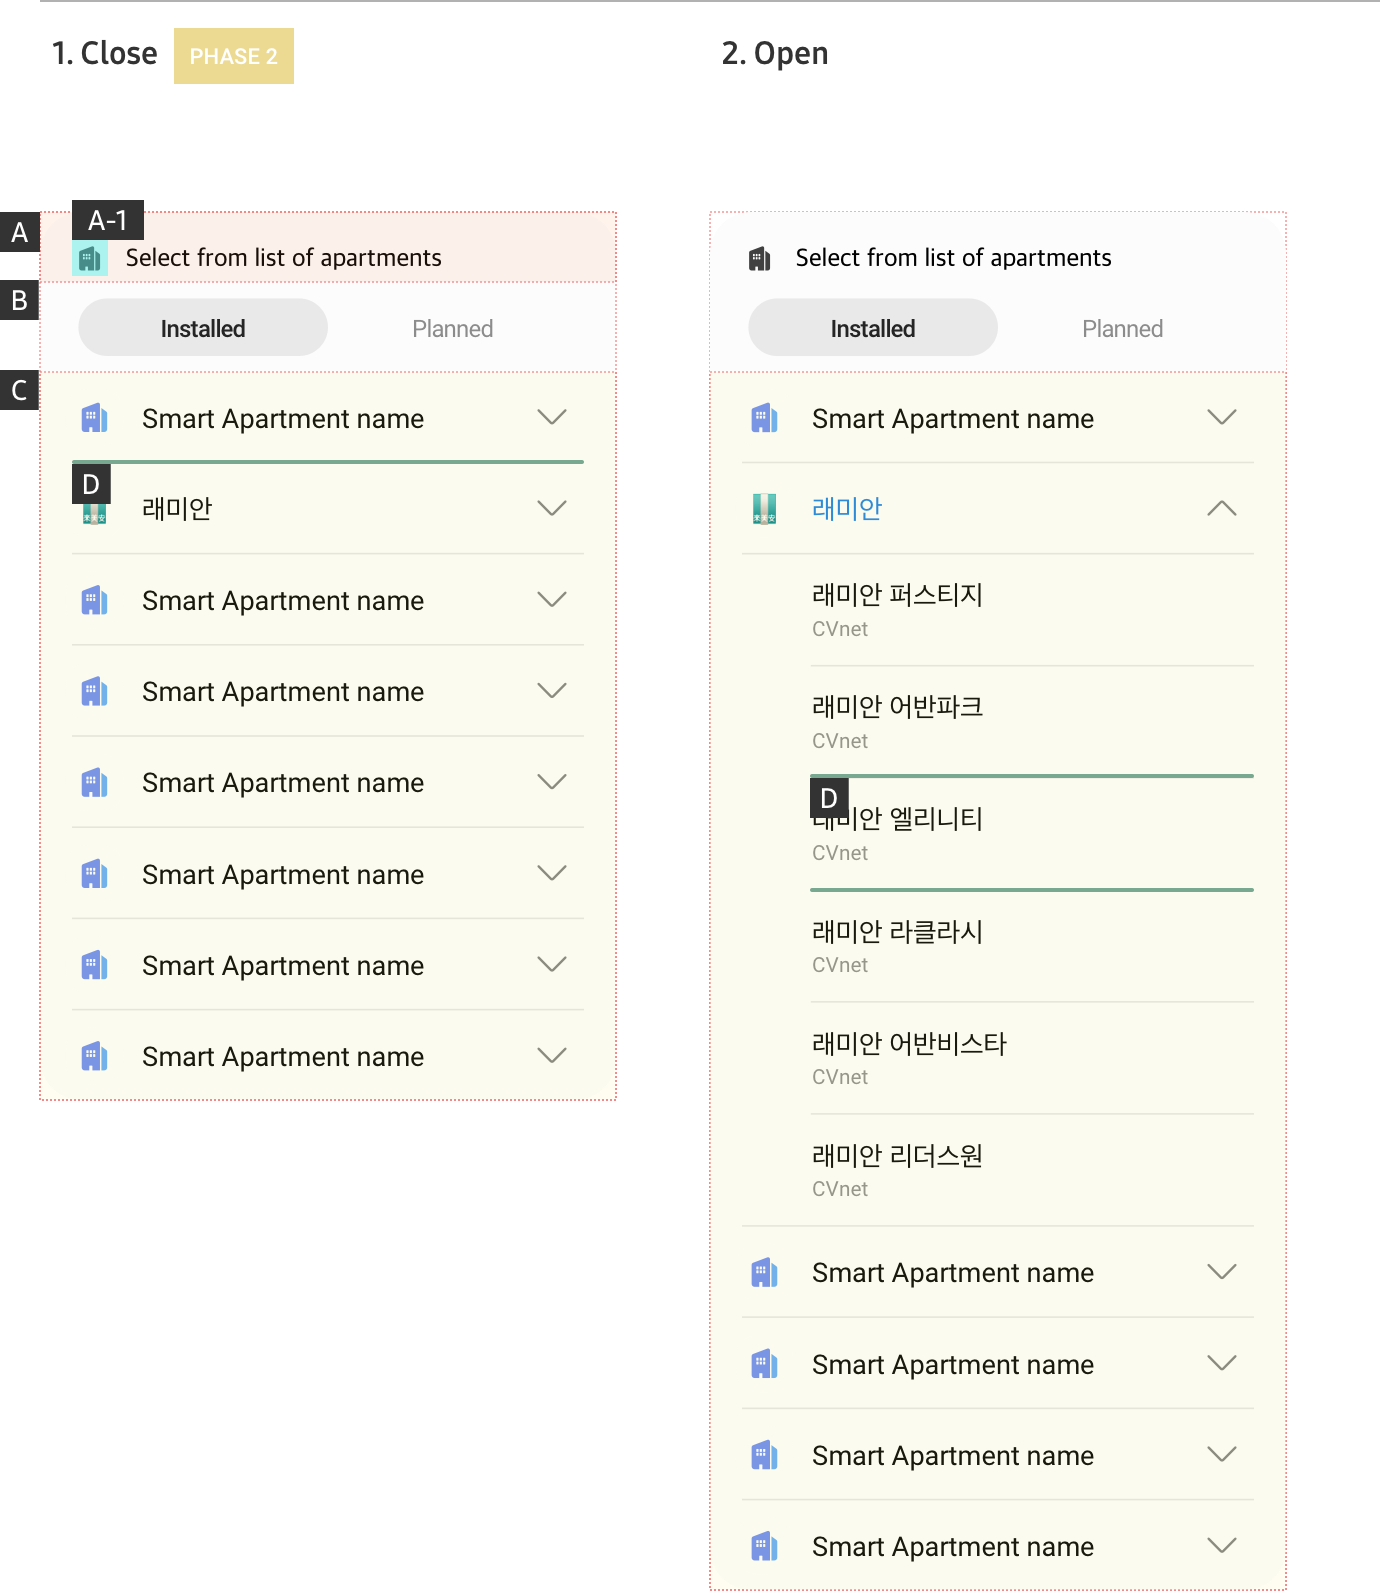 1. Close
PHASE 2
2. Open
A
A-1
Select from list of apartments
B
Installed
Planned
C
Smart Apartment name
D
래미안
Smart Apartment name
Smart Apartment name
Smart Apartment name
Smart Apartment name
Smart Apartment name
Smart Apartment name
Select from list of apartments
Installed
Planned
Smart Apartment name
래미안
래미안 퍼스티지
CVnet
래미안 어반파크
CVnet
D
래미안 엘리니티
CVnet
래미안 라클라시
CVnet
래미안 어반비스타
CVnet
래미안 리더스원
CVnet
Smart Apartment name
Smart Apartment name
Smart Apartment name
Smart Apartment name